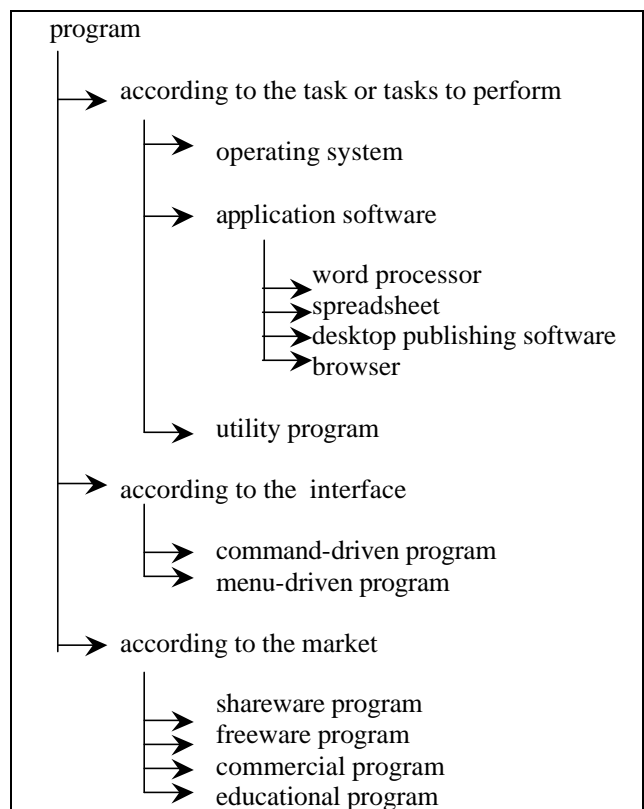 program
according to the task or tasks to perform
operating system
application software
word processor
spreadsheet
desktop publishing software
browser
utility program
according to the interface
command-driven program
menu-driven program
according to the market
shareware program
freeware program
commercial program
educational program